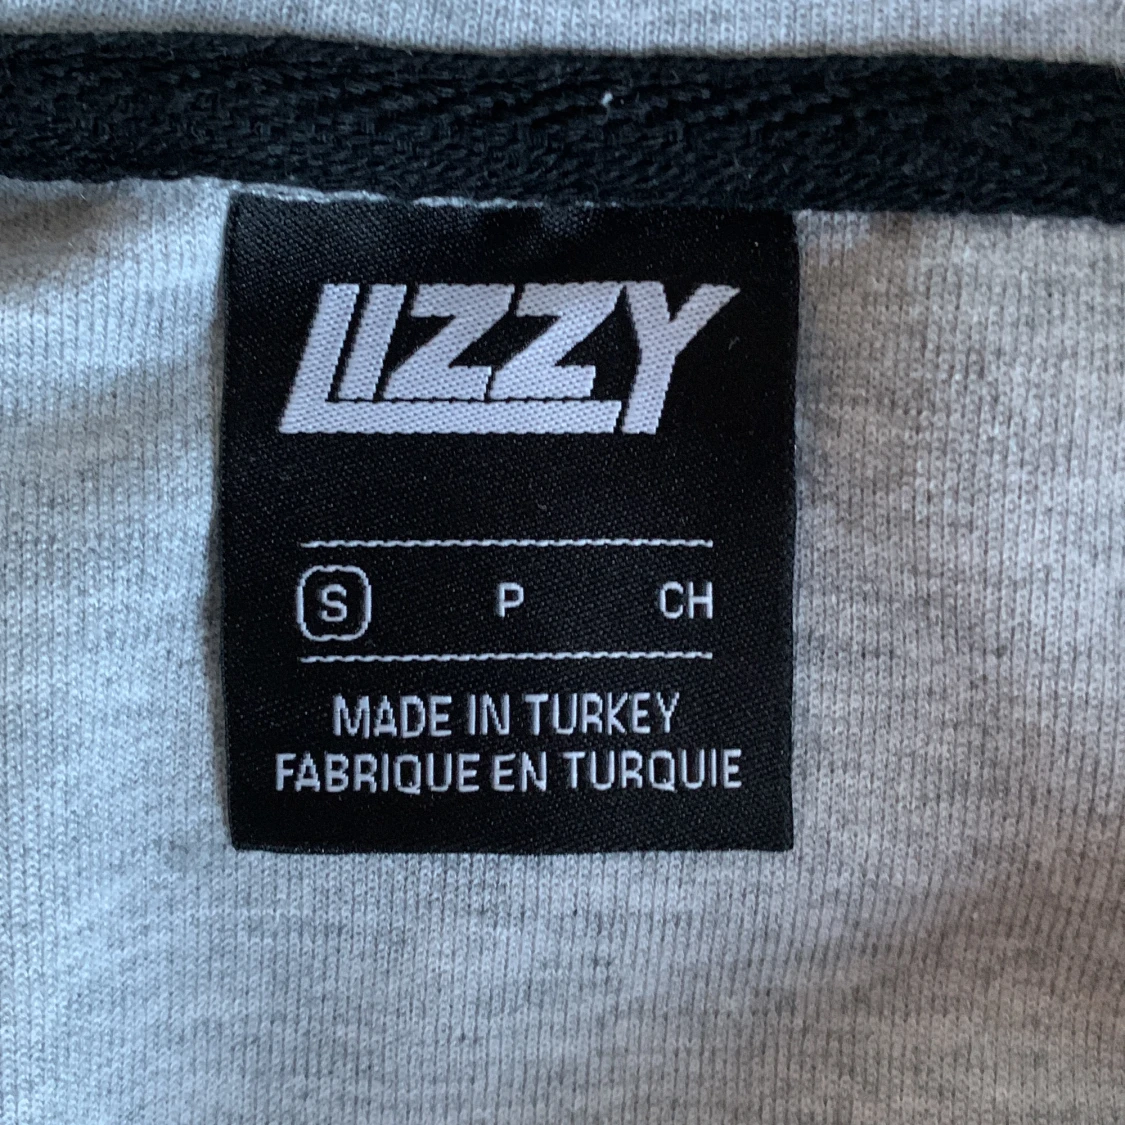 LIZZY
S P CH
MADE IN TURKEY
FABRIQUE EN TURQUIE